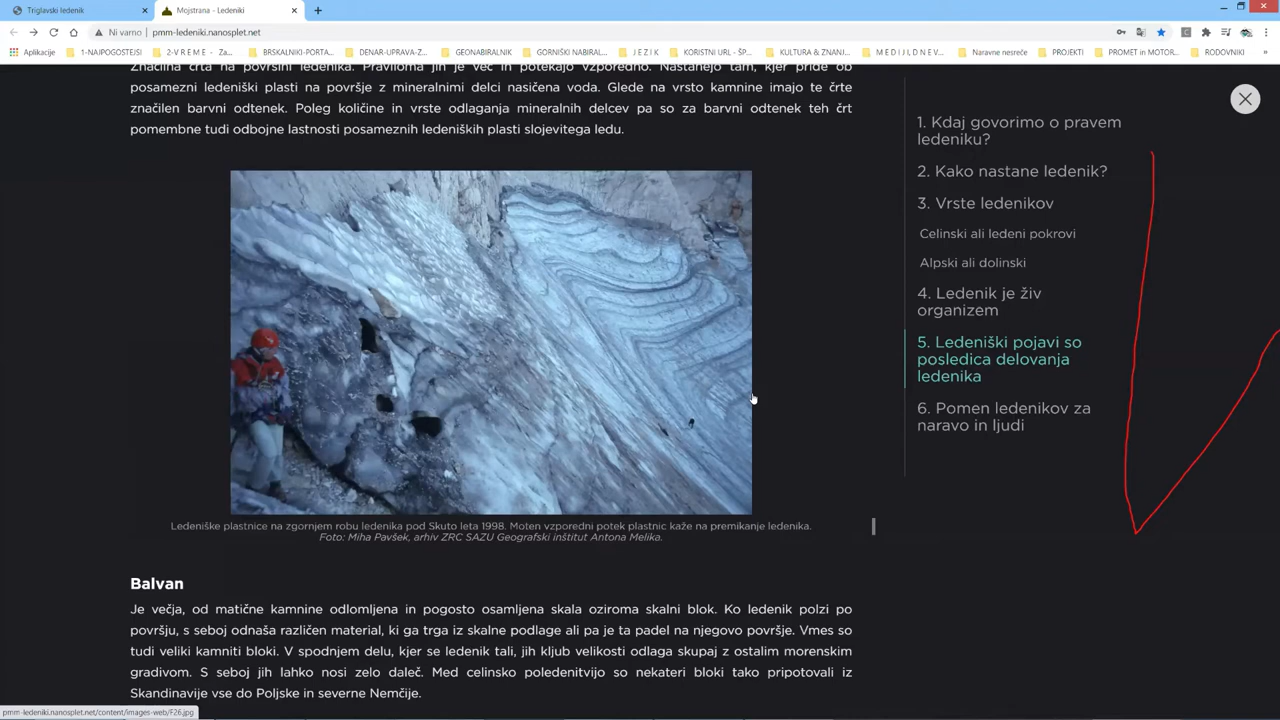 Triglavski ledenik
Mojstrana - Ledeniki
Ni varno | pmm-ledeniki.nanosplet.net
Aplikacije 1-NAJPOGOSTEJSI 2-V R E M E - Za... BRSKALNIKI-PORTA... DENAR-UPRAVA-Z... GEONABIRALNIK GORNIŠKI NABIRAL... J E Z I K KORISTNI URL - ŠP... KULTURA & ZNANJ... M E D I J I, D N E V... Naravne nesreče PROJEKTI PROMET in MOTOR... RODOVNIKI »
Značilna črta na površini ledenika. Praviloma jih je več in potekajo vzporedno. Nastanejo tam, kjer pride ob
posamezni ledeniški plasti na površje z mineralnimi delci nasičena voda. Glede na vrsto kamnine imajo te črte
značilen barvni odtenek. Poleg količine in vrste odlaganja mineralnih delcev pa so za barvni odtenek teh črt
pomembne tudi odbojne lastnosti posameznih ledeniških plasti slojevitega ledu.
Ledeniške plastnice na zgornjem robu ledenika pod Skuto leta 1998. Moten vzporedni potek plastnic kaže na premikanje ledenika.
Foto: Miha Pavšek, arhiv ZRC SAZU Geografski inštitut Antona Melika.
Balvan
Je večja, od matične kamnine odlomljena in pogosto osamljena skala oziroma skalni blok. Ko ledenik polzi po
površju, s seboj odnaša različen material, ki ga trga iz skalne podlage ali pa je ta padel na njegovo površje. Vmes so
tudi veliki kamniti bloki. V spodnjem delu, kjer se ledenik tali, jih kljub velikosti odlaga skupaj z ostalim morenskim
gradivom. S seboj jih lahko nosi zelo daleč. Med celinsko poledenitvijo so nekateri bloki tako pripotovali iz
Skandinavije vse do Poljske in severne Nemčije.
1. Kdaj govorimo o pravem
ledeniku?
2. Kako nastane ledenik?
3. Vrste ledenikov
Celinski ali ledeni pokrovi
Alpski ali dolinski
4. Ledenik je živ
organizem
5. Ledeniški pojavi so
posledica delovanja
ledenika
6. Pomen ledenikov za
naravo in ljudi
pmm-ledeniki.nanosplet.net/content/images-web/F26.jpg